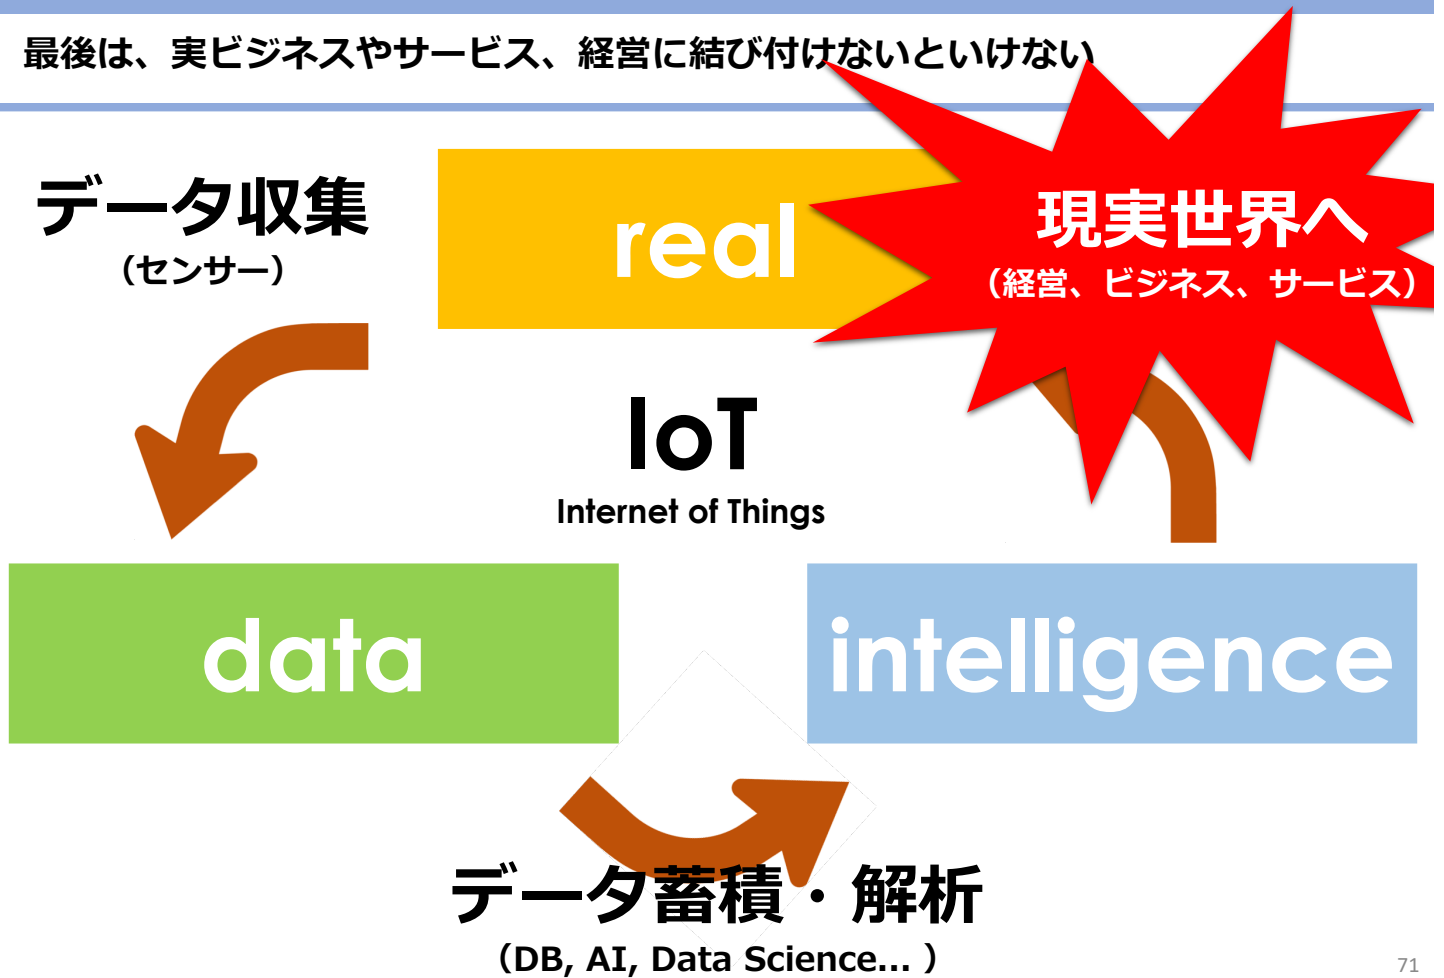 最後は、実ビジネスやサービス、経営に結び付けないといけない
データ収集
（センサー）
real
現実世界へ
（経営、ビジネス、サービス）
IoT
Internet of Things
data
intelligence
データ蓄積・解析
（DB, AI, Data Science... ）
71